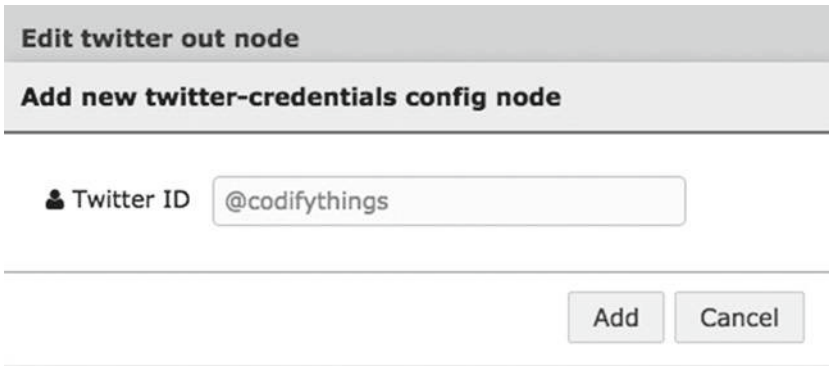 Edit twitter out node
Add new twitter-credentials config node
Twitter ID @codifythings
Add Cancel